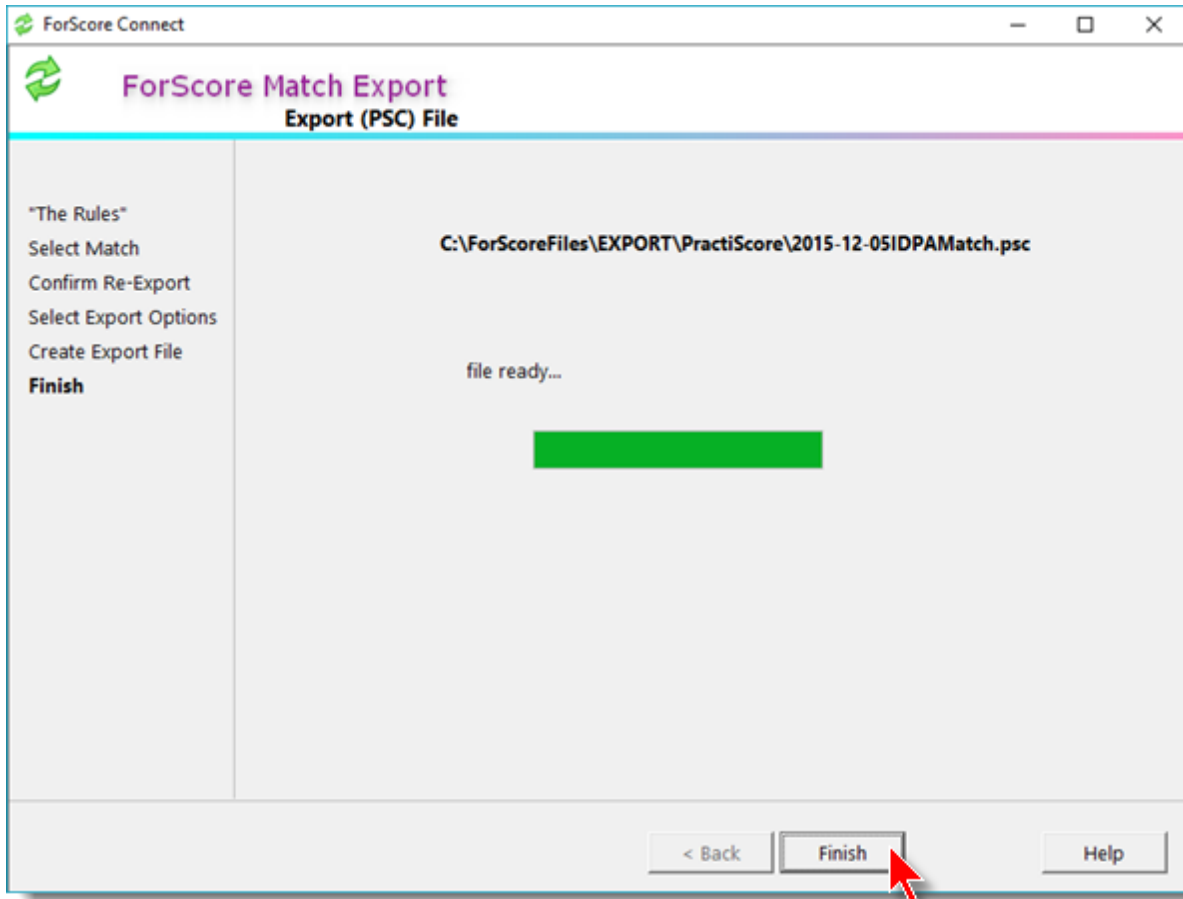 ForScore Connect
ForScore Match Export
Export (PSC) File
"The Rules"
Select Match
Confirm Re-Export
Select Export Options
Create Export File
Finish
C:\ForScoreFiles\EXPORT\PractiScore\2015-12-05IDPAMatch.psc
file ready...
< Back
Finish
Help